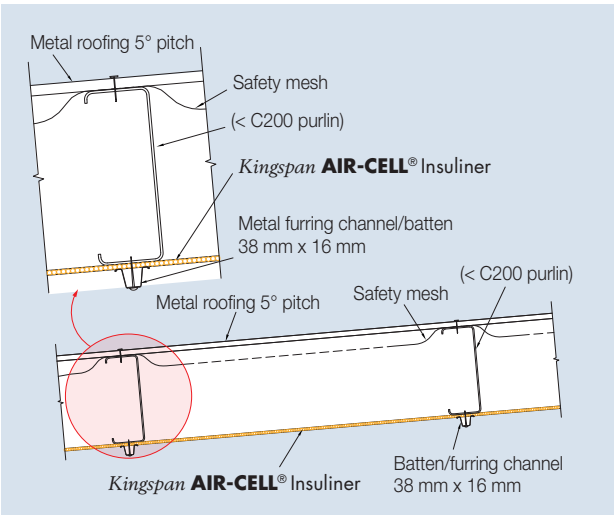 Metal roofing 5° pitch
Safety mesh
(< C200 purlin)
Kingspan AIR-CELL® Insuliner
Metal furring channel/batten
38 mm x 16 mm
(< C200 purlin)
Safety mesh
Metal roofing 5° pitch
Batten/furring channel
38 mm x 16 mm
Kingspan AIR-CELL® Insuliner